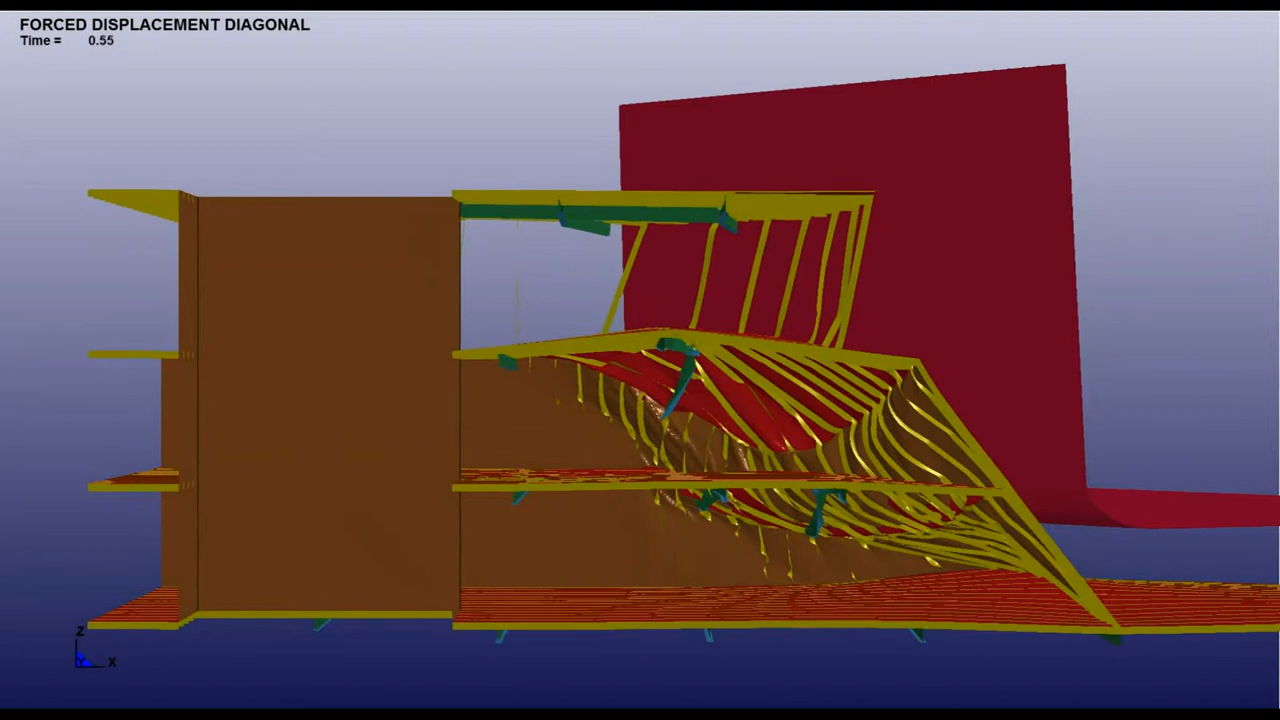 FORCED DISPLACEMENT DIAGONAL
Time = 0.55
Z
Y X